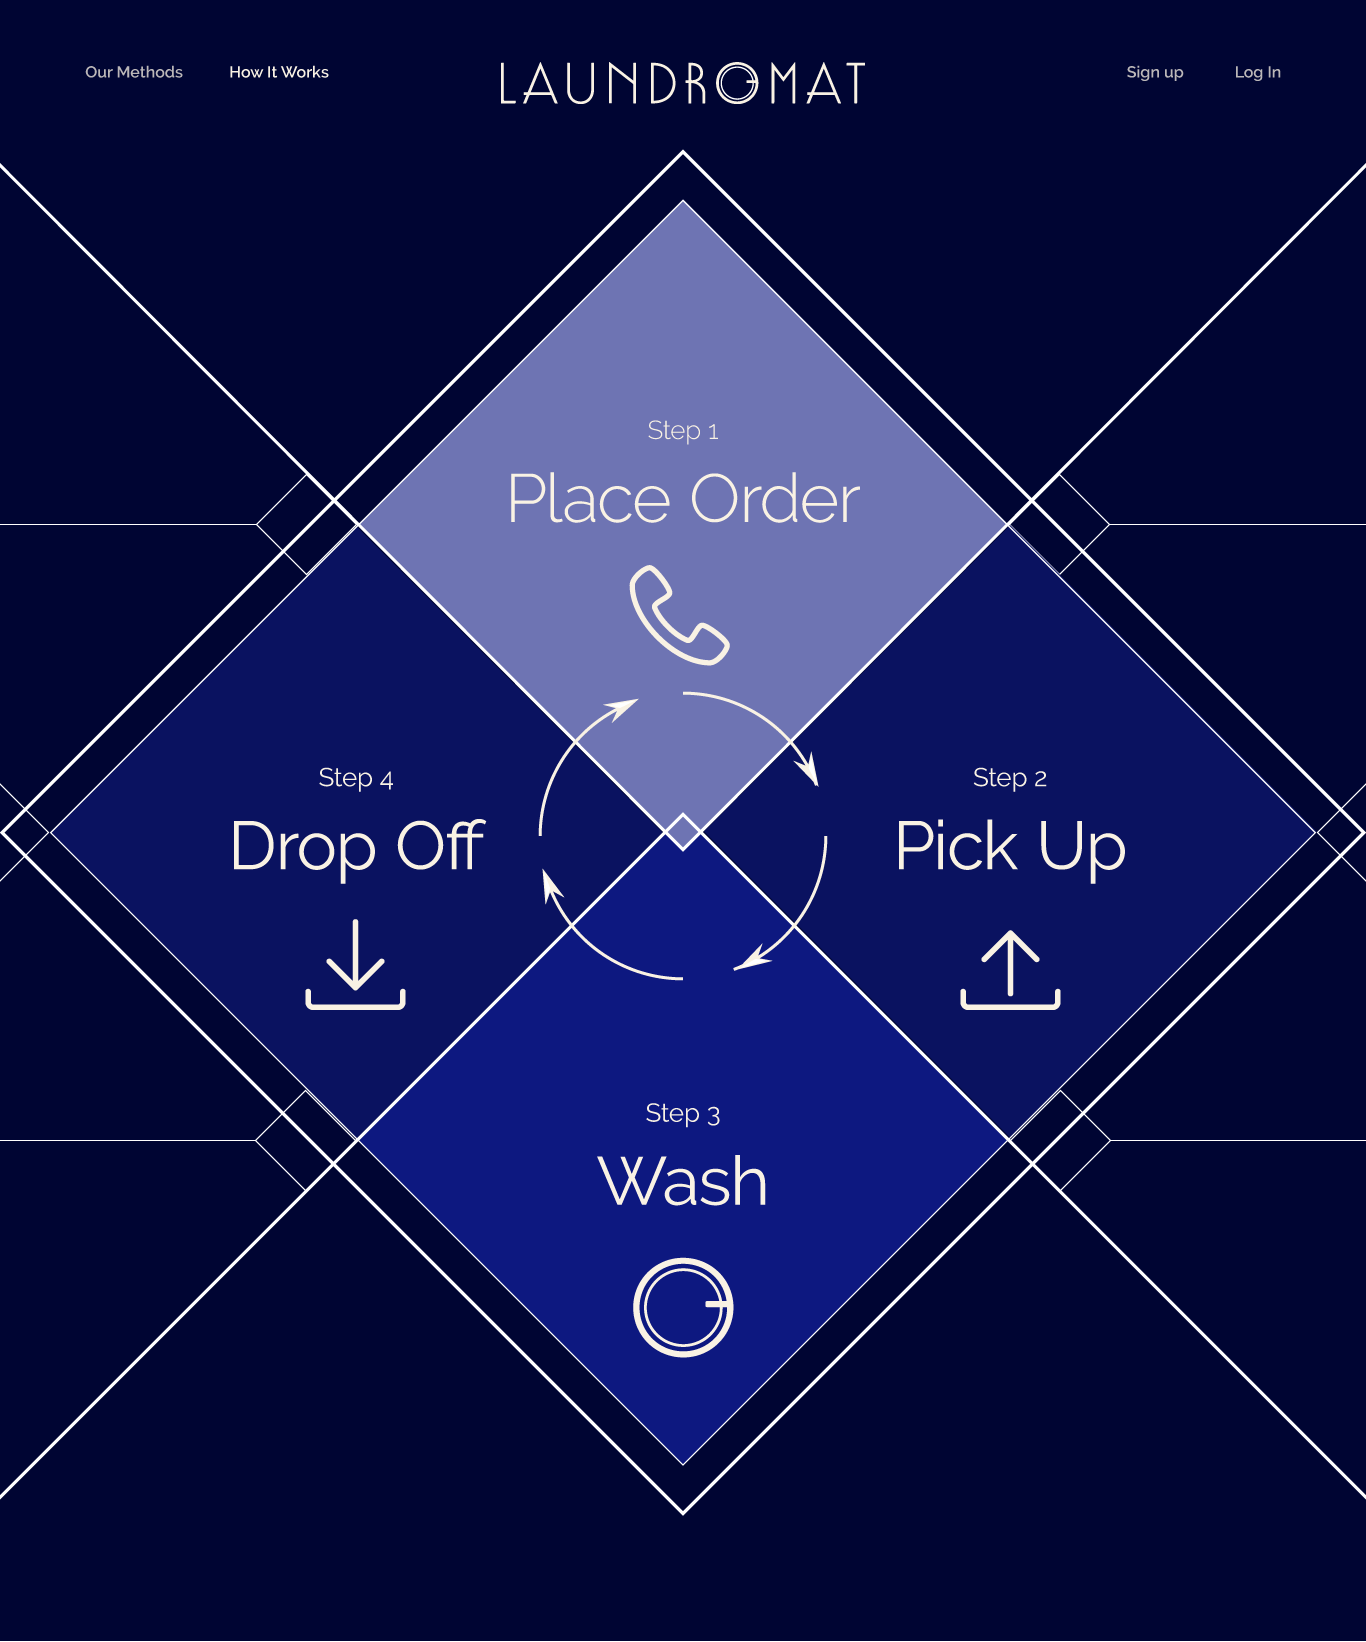 Our Methods
How It Works
LAUNDROMAT
Sign up
Log In
Step 1
Place Order
Step 2
Pick Up
Step 3
Wash
Step 4
Drop Off